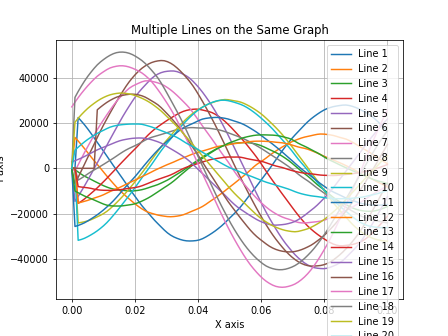 Multiple Lines on the Same Graph
40000
20000
0
−20000
−40000
0.00
0.02
0.04
0.06
X axis
Line 1
Line 2
Line 3
Line 4
Line 5
Line 6
Line 7
Line 8
Line 9
Line 10
Line 11
Line 12
Line 13
Line 14
Line 15
Line 16
Line 17
Line 18
Line 19